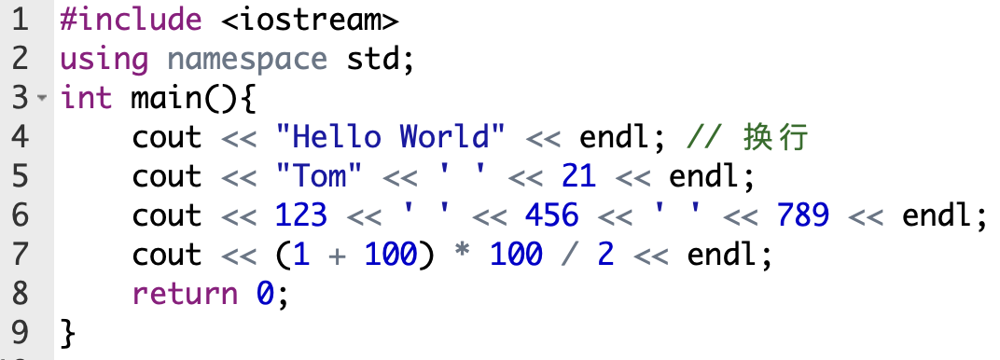 1 #include <iostream>
2 using namespace std;
3 int main(){
4     cout << "Hello World" << endl; // 换行
5     cout << "Tom" << ' ' << 21 << endl;
6     cout << 123 << ' ' << 456 << ' ' << 789 << endl;
7     cout << (1 + 100) * 100 / 2 << endl;
8     return 0;
9 }